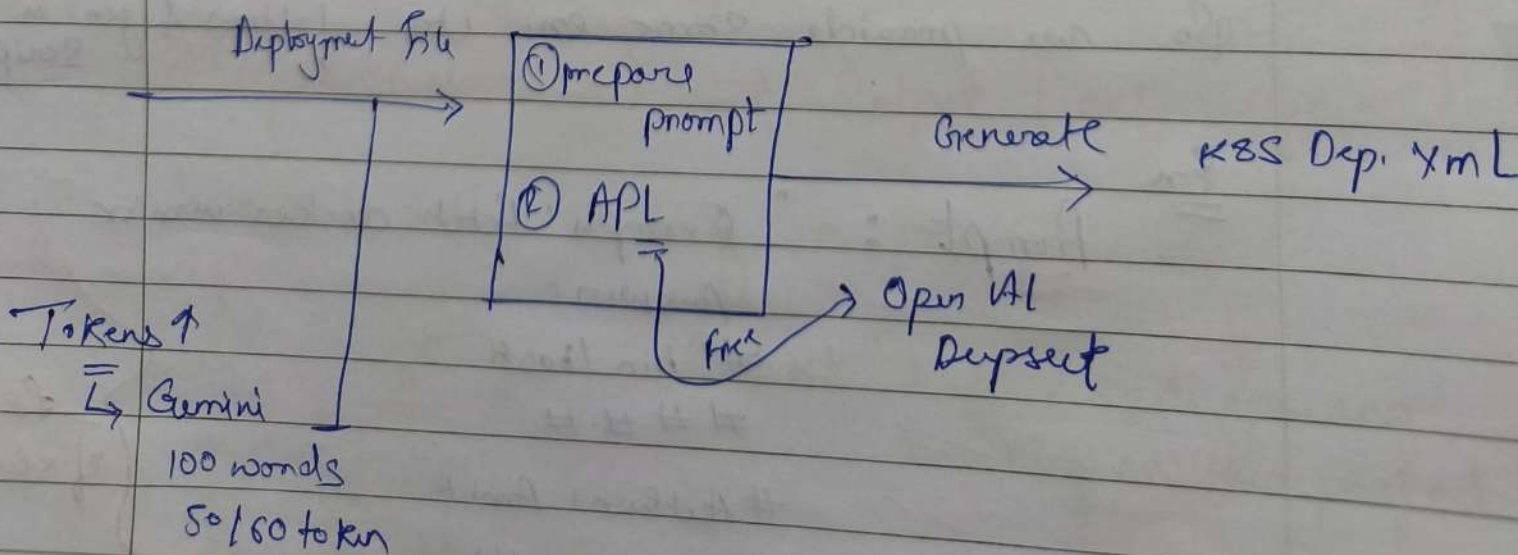 Deployment File
① prepare
prompt
Generate
K8S Dep. YML
② API
Tokens ↑
Free
Open AI
Deepseek
↳ Gemini
100 words
50/60 token